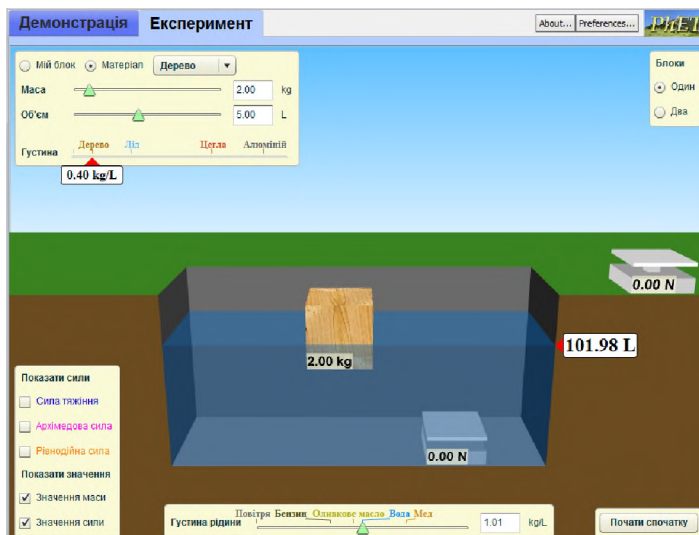 Демонстрація Експеримент About... Preferences... PhET
Мій блок Матеріал Дерево
Маса 2.00 kg
Об'єм 5.00 L
Дерево Лід Цегла Алюміній
Густина
0.40 kg/L
Блоки
Один
Два
0.00 N
101.98 L
2.00 kg
0.00 N
Показати сили
Сила тяжіння
Архімедова сила
Рівнодійна сила
Показати значення
Значення маси
Значення сили
Повітря Бензин Оливкове масло Вода Мед
Густина рідини 1.01 kg/L
Почати спочатку